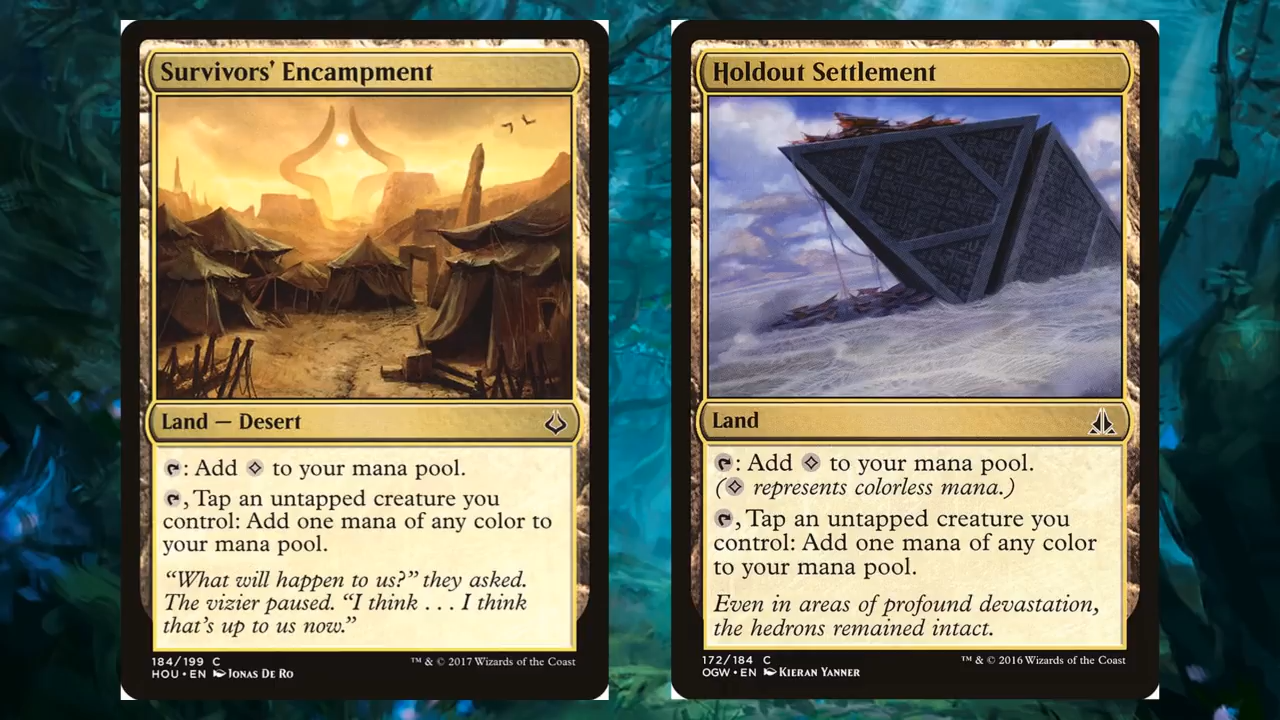 Survivors' Encampment
Land — Desert
: Add ◇ to your mana pool.
, Tap an untapped creature you
control: Add one mana of any color to
your mana pool.
“What will happen to us?” they asked.
The vizier paused. “I think . . . I think
that's up to us now.”
184/199 C
HOU • EN JONAS DE RO
™ & © 2017 Wizards of the Coast
Holdout Settlement
Land
: Add ◇ to your mana pool.
(◇ represents colorless mana.)
, Tap an untapped creature you
control: Add one mana of any color
to your mana pool.
Even in areas of profound devastation,
the hedrons remained intact.
172/184 C
OGW • EN KIERAN YANNER
™ & © 2016 Wizards of the Coast